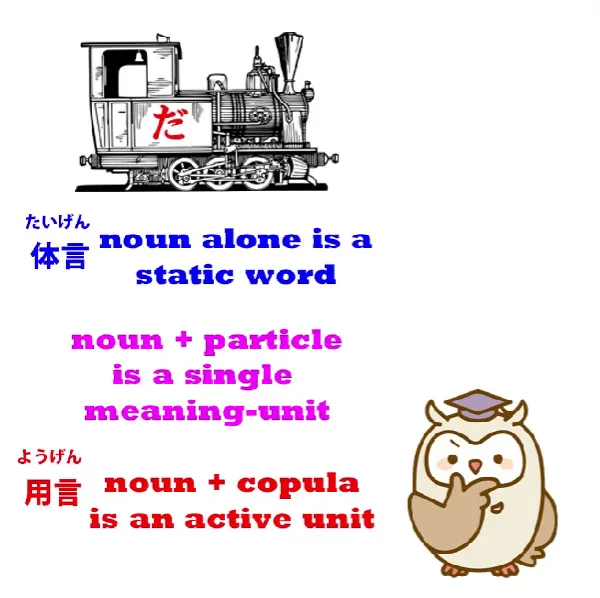 だ
たいげん
体言 noun alone is a
static word
noun + particle
is a single
meaning-unit
ようげん
用言 noun + copula
is an active unit